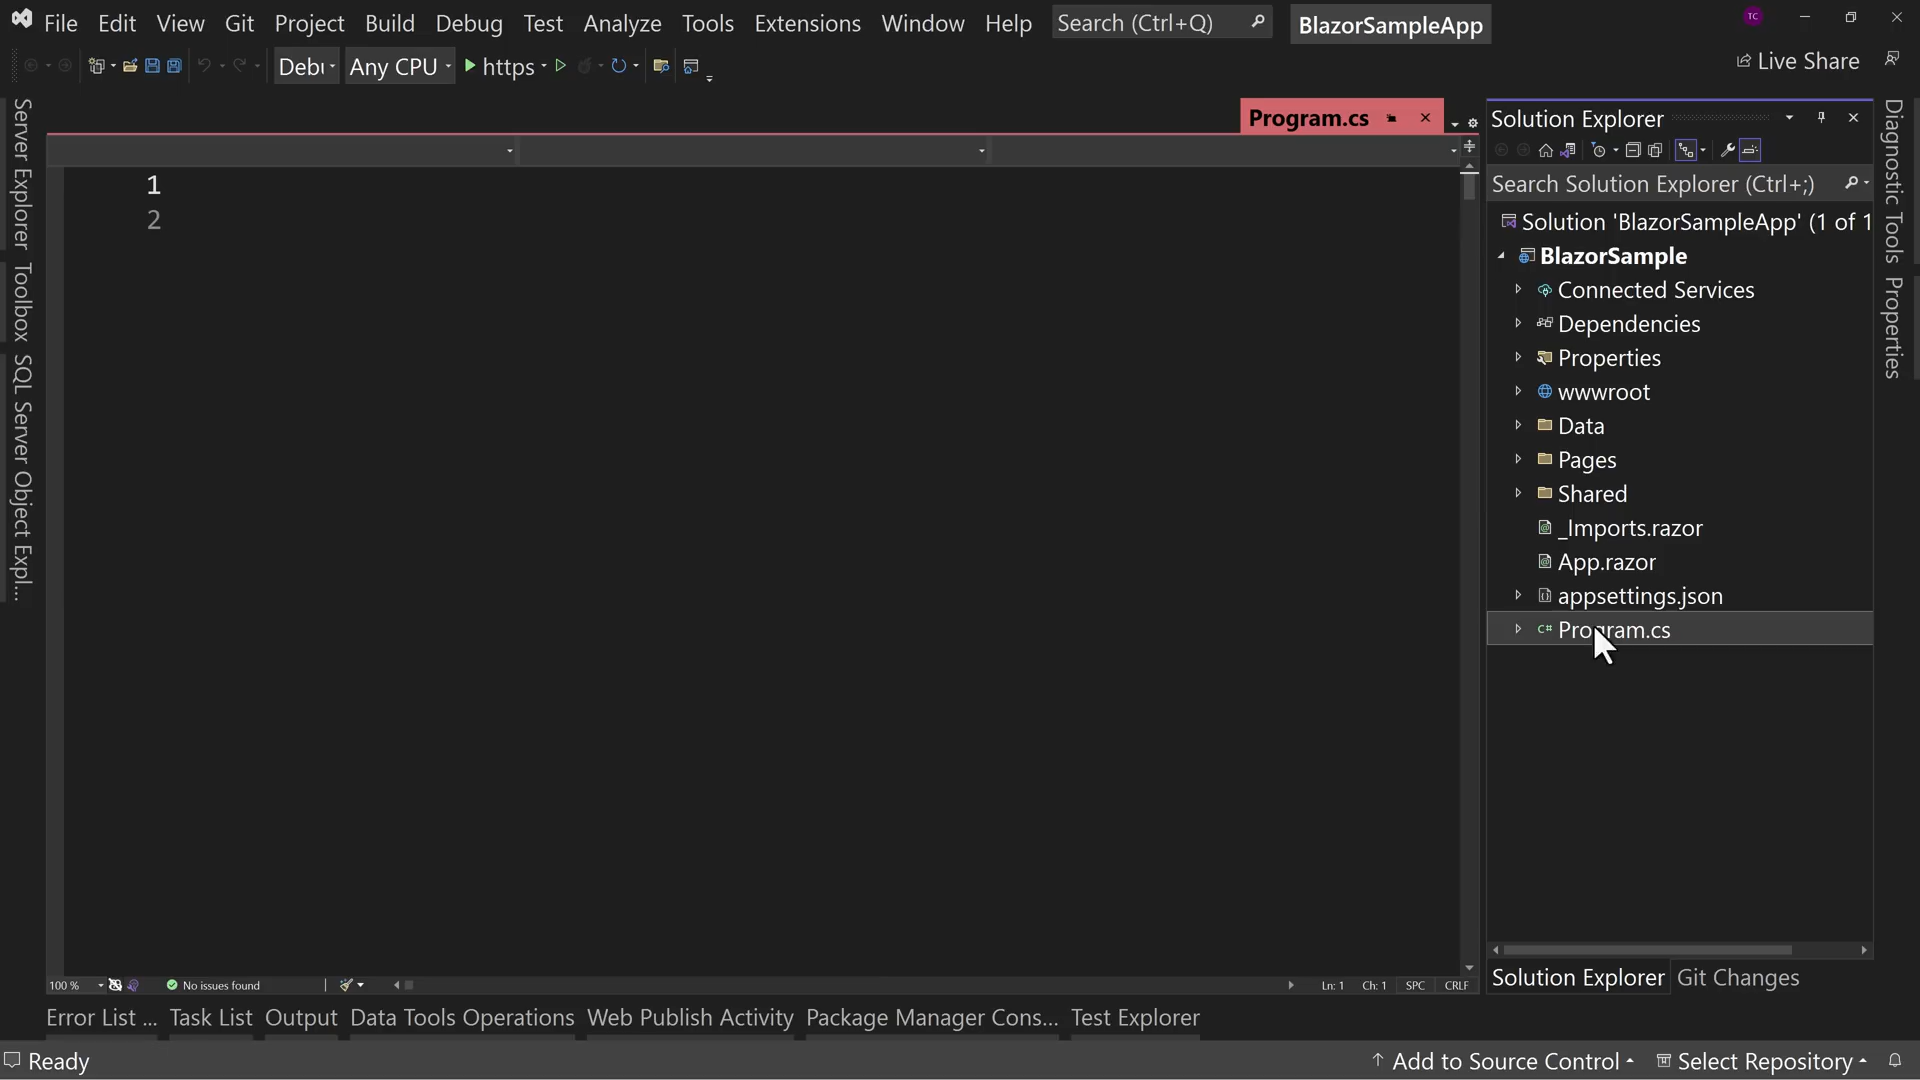 File Edit View Git Project Build Debug Test Analyze Tools Extensions Window Help Search (Ctrl+Q) BlazorSampleApp TC
Debu Any CPU https Live Share
Server Explorer
Toolbox
SQL Server Object Expl...
Program.cs
1
2
100 % No issues found Ln: 1 Ch: 1 SPC CRLF
Solution Explorer
Search Solution Explorer (Ctrl+;)
Solution 'BlazorSampleApp' (1 of 1
BlazorSample
Connected Services
Dependencies
Properties
wwwroot
Data
Pages
Shared
_Imports.razor
App.razor
appsettings.json
C# Program.cs
Solution Explorer Git Changes
Diagnostic Tools
Properties
Error List ... Task List Output Data Tools Operations Web Publish Activity Package Manager Cons... Test Explorer
Ready Add to Source Control Select Repository